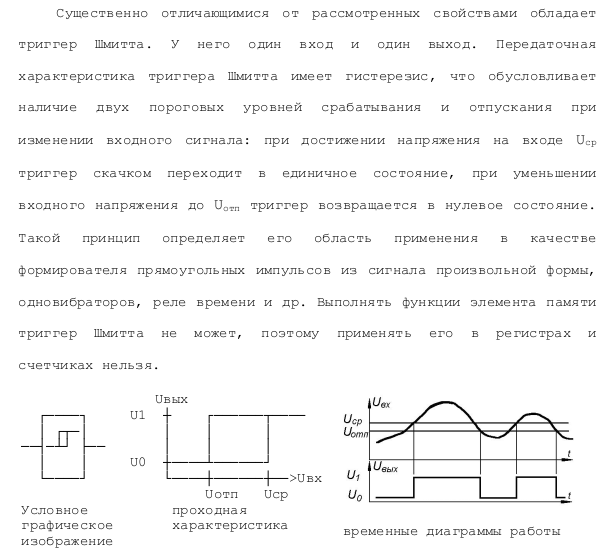 Существенно отличающимися от рассмотренных свойствами обладает
триггер Шмитта. У него один вход и один выход. Передаточная
характеристика триггера Шмитта имеет гистерезис, что обусловливает
наличие двух пороговых уровней срабатывания и отпускания при
изменении входного сигнала: при достижении напряжения на входе Uср
триггер скачком переходит в единичное состояние, при уменьшении
входного напряжения до Uотп триггер возвращается в нулевое состояние.
Такой принцип определяет его область применения в качестве
формирователя прямоугольных импульсов из сигнала произвольной формы,
одновибраторов, реле времени и др. Выполнять функции элемента памяти
триггер Шмитта не может, поэтому применять его в регистрах и
счетчиках нельзя.
Условное
графическое
изображение
Uвых
U1
U0
>Uвх
Uотп Uср
проходная
характеристика
Uвх
Uср
Uотп
t
Uвых
U1
U0
t
временные диаграммы работы